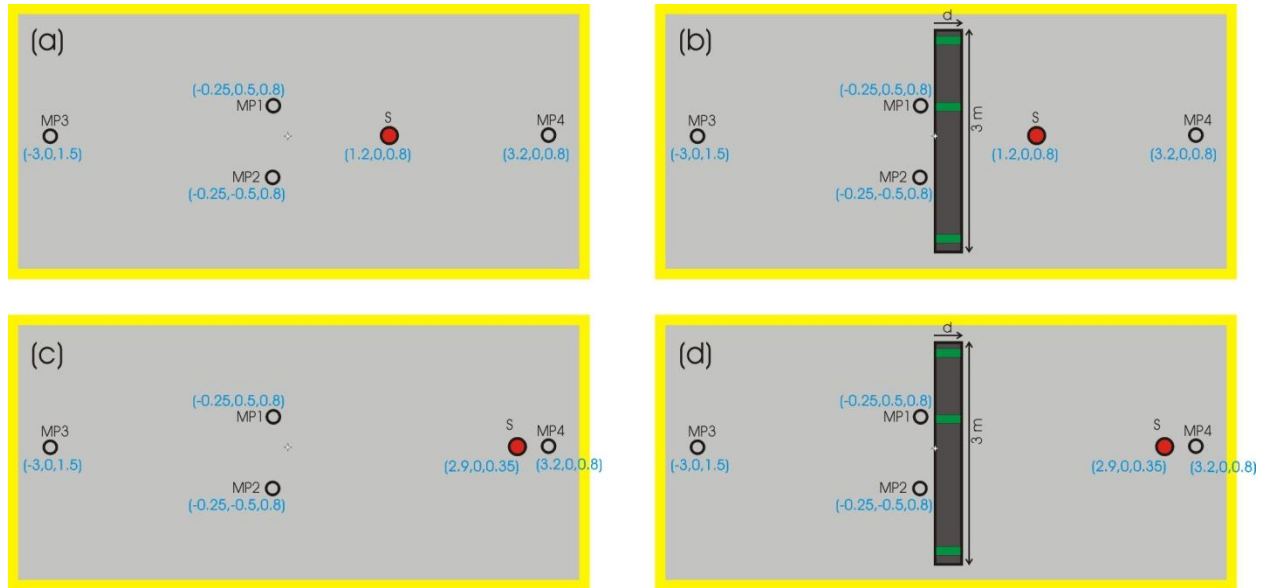 (a)
(-0.25,0.5,0.8)
MP1
MP3
(-3,0,1.5)
S
(1.2,0,0.8)
MP4
(3.2,0,0.8)
MP2
(-0.25,-0.5,0.8)
(b)
d
(-0.25,0.5,0.8)
MP1
MP3
(-3,0,1.5)
3 m
S
(1.2,0,0.8)
MP4
(3.2,0,0.8)
MP2
(-0.25,-0.5,0.8)
(c)
(-0.25,0.5,0.8)
MP1
MP3
(-3,0,1.5)
S
(2.9,0,0.35)
MP4
(3.2,0,0.8)
MP2
(-0.25,-0.5,0.8)
(d)
d
(-0.25,0.5,0.8)
MP1
MP3
(-3,0,1.5)
3 m
S
(2.9,0,0.35)
MP4
(3.2,0,0.8)
MP2
(-0.25,-0.5,0.8)